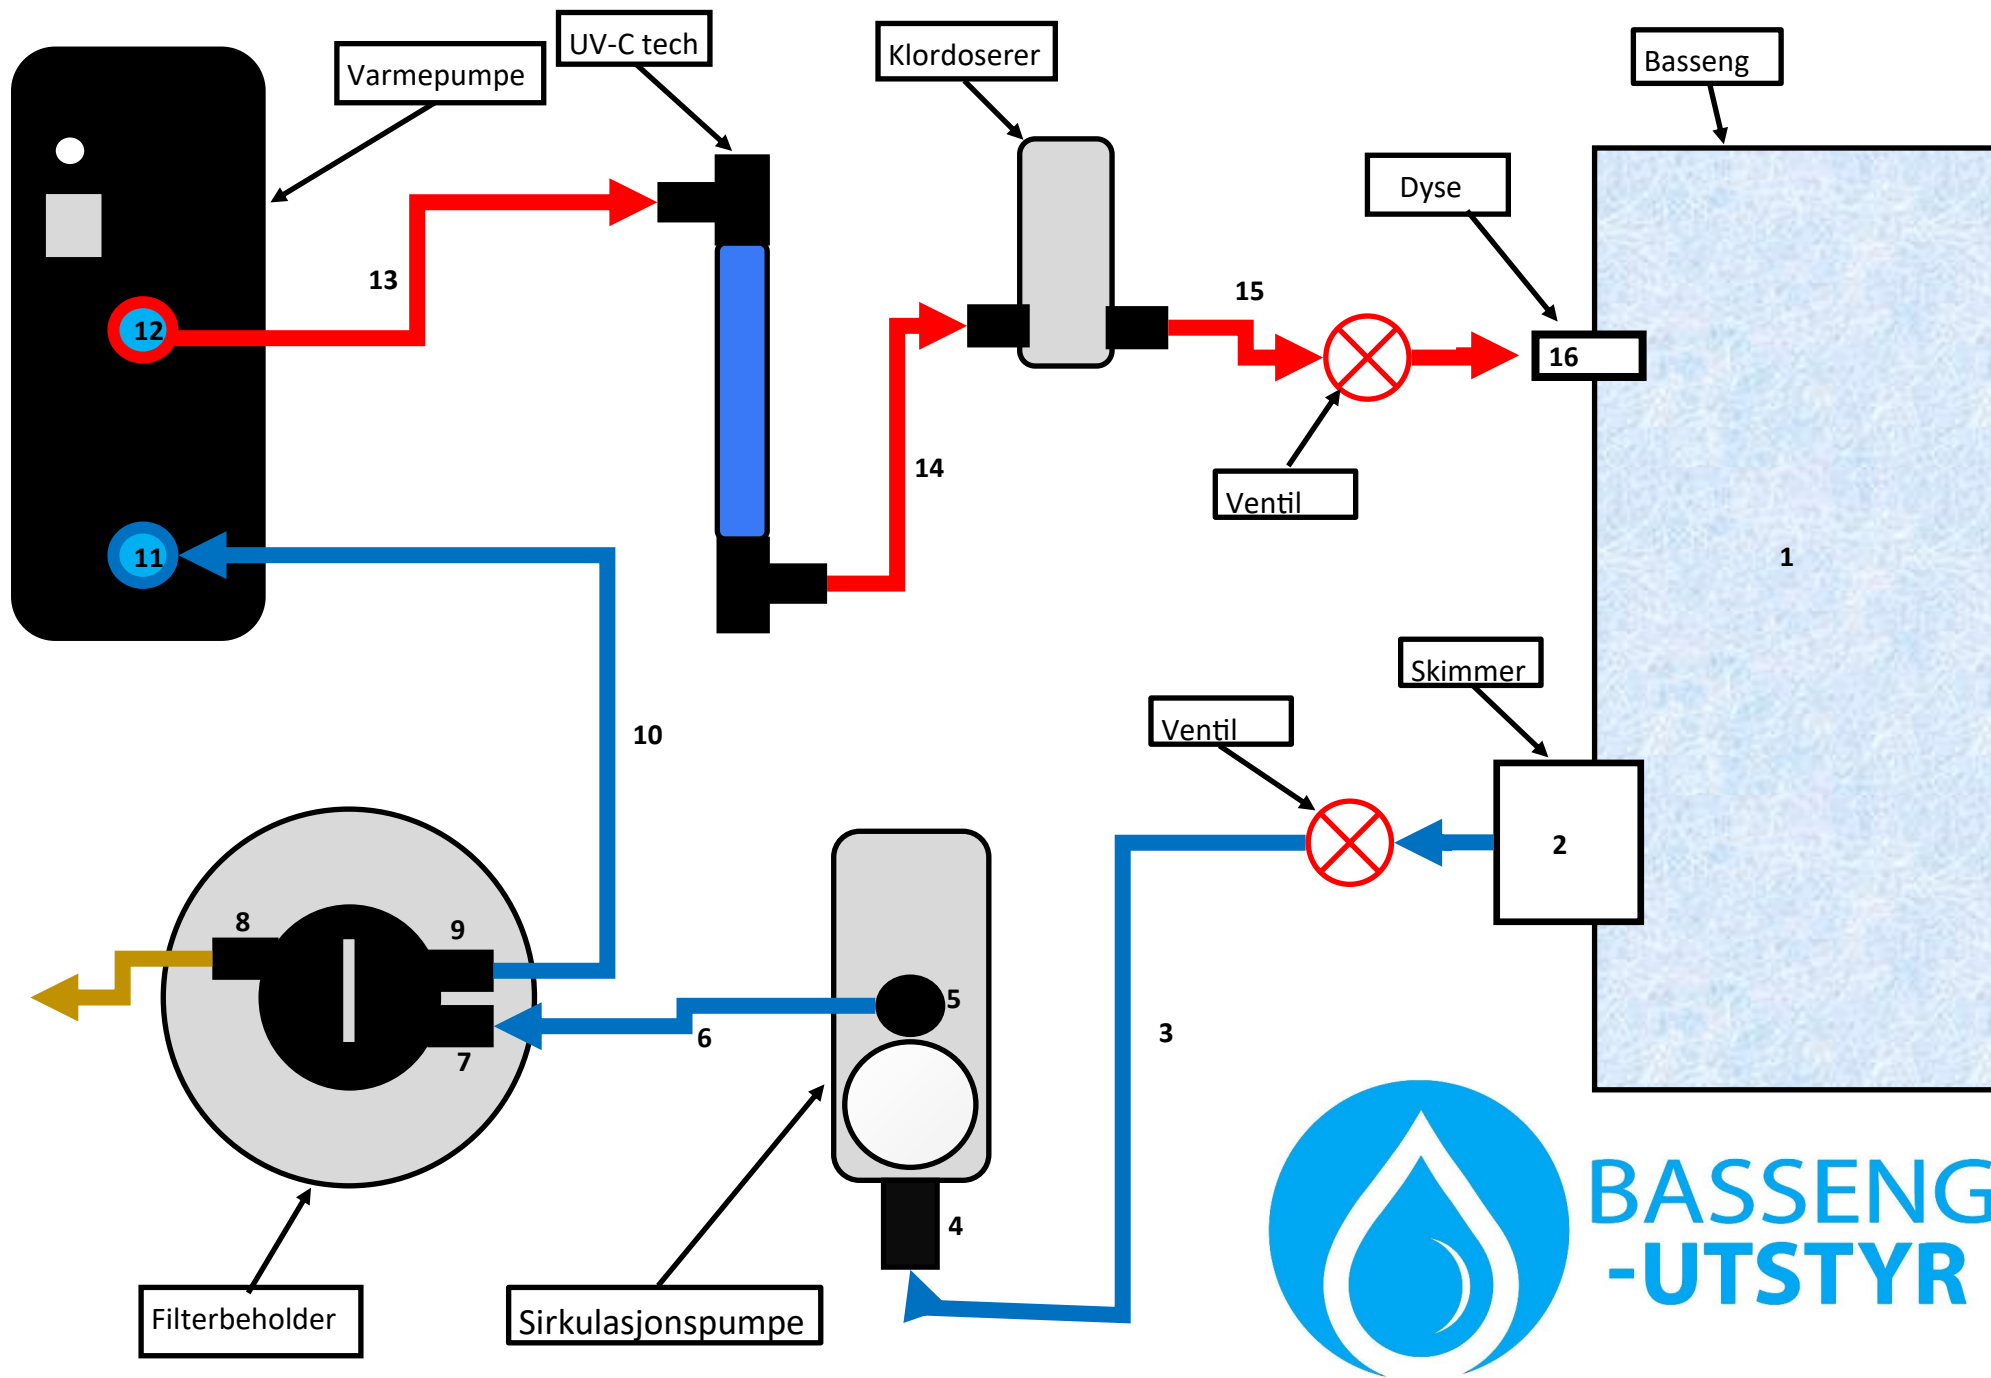 UV-C tech
Klordoserer
Basseng
Varmepumpe
Dyse
13
15
12
16
Ventil
14
11
1
Skimmer
Ventil
10
2
8
9
5
3
6
7
4
BASSENG
-UTSTYR
Filterbeholder
Sirkulasjonspumpe